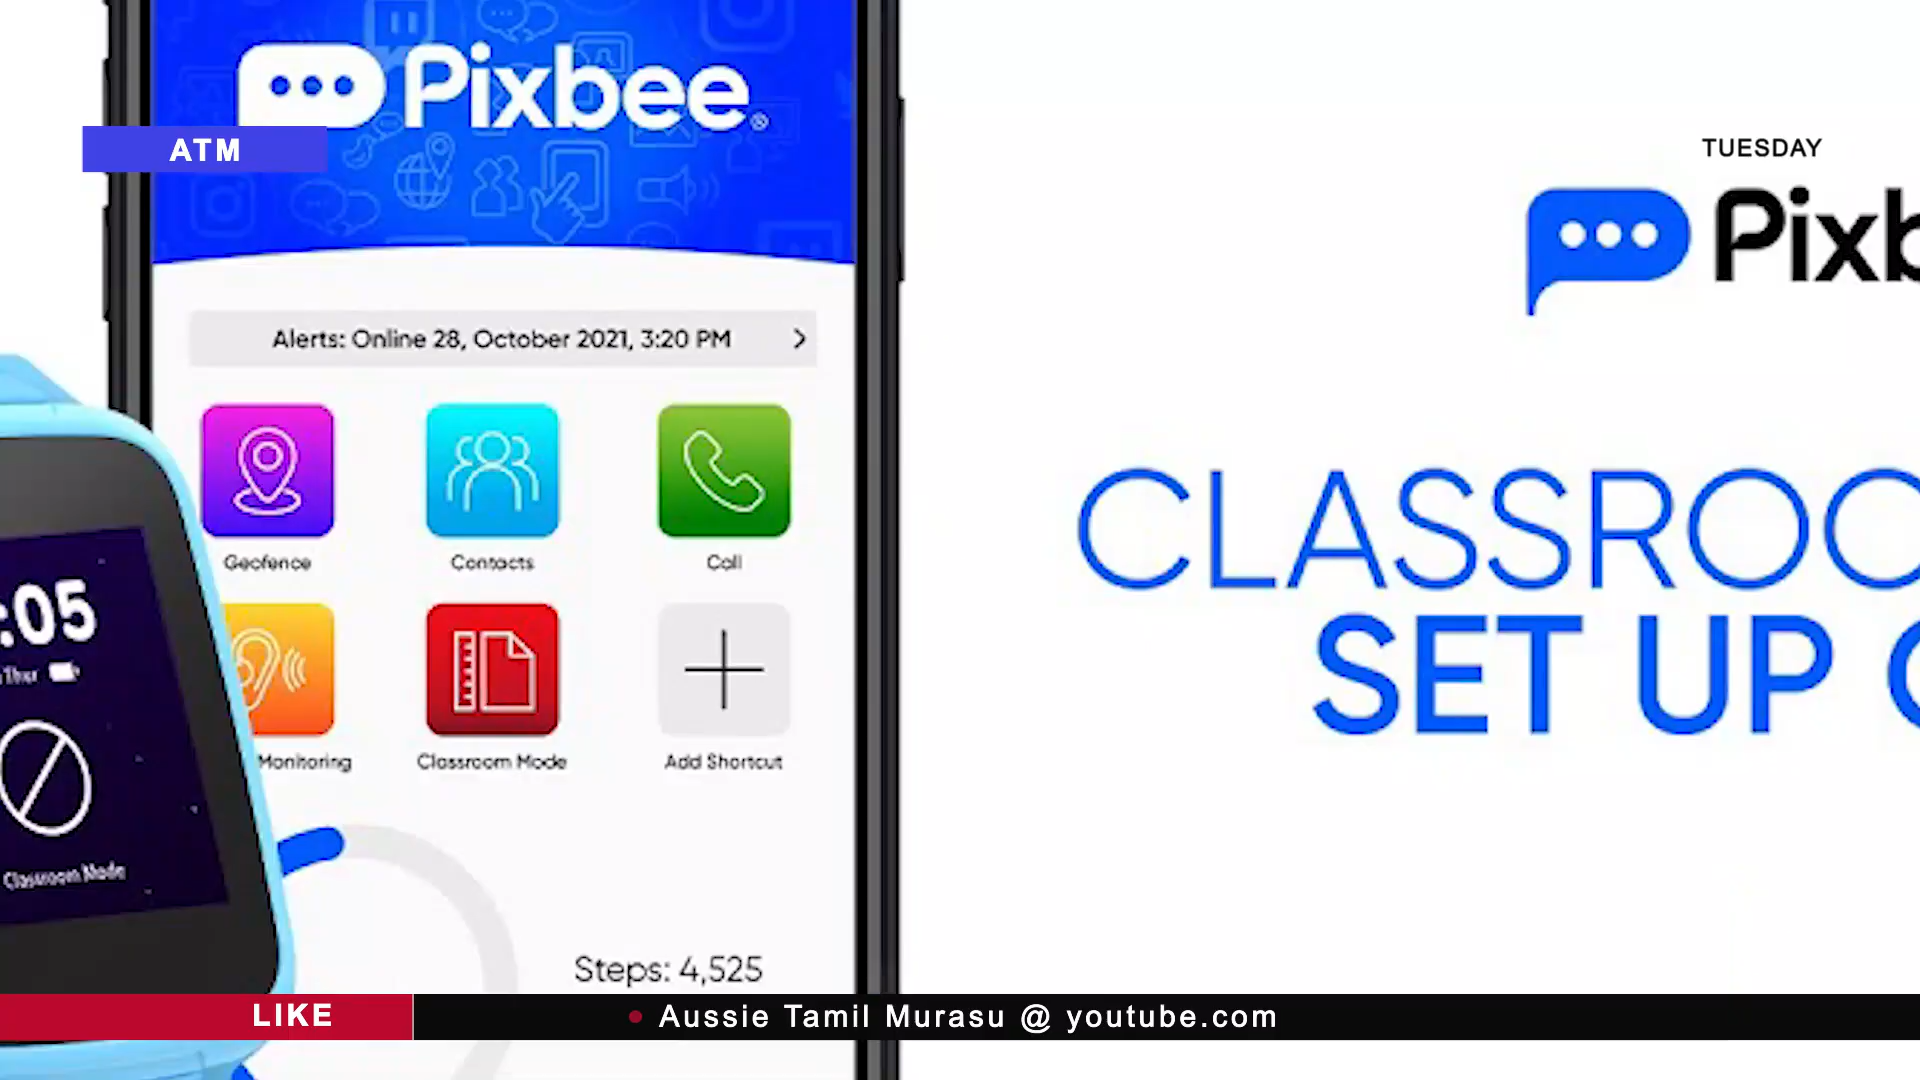 Pixbee®
ATM
TUESDAY
Pixb
Alerts: Online 28, October 2021, 3:20 PM
Geofence
Contacts
Call
:05
Thur
Monitoring
Classroom Mode
Add Shortcut
Classroom Mode
CLASSROO
SET UP
Steps: 4,525
LIKE
• Aussie Tamil Murasu @ youtube.com